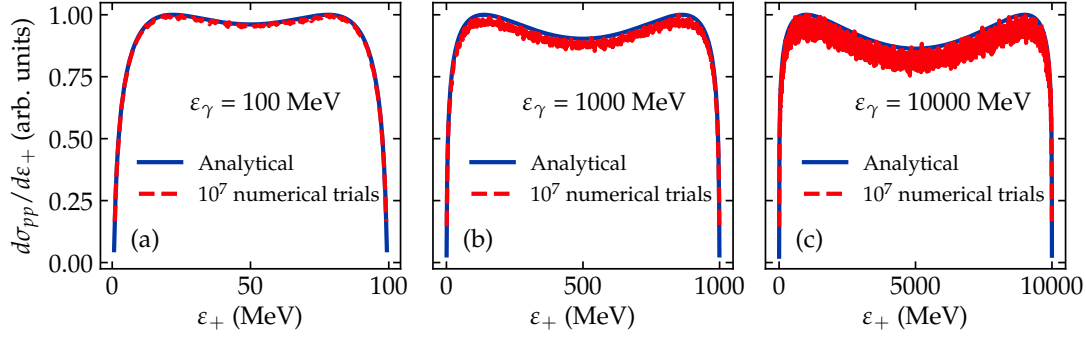 dσ_pp/dε_+ (arb. units)
1.00
0.75
0.50
0.25
0.00
ε_γ = 100 MeV
Analytical
10^7 numerical trials
(a)
0 50 100
ε_+ (MeV)
ε_γ = 1000 MeV
Analytical
10^7 numerical trials
(b)
0 500 1000
ε_+ (MeV)
ε_γ = 10000 MeV
Analytical
10^7 numerical trials
(c)
0 5000 10000
ε_+ (MeV)